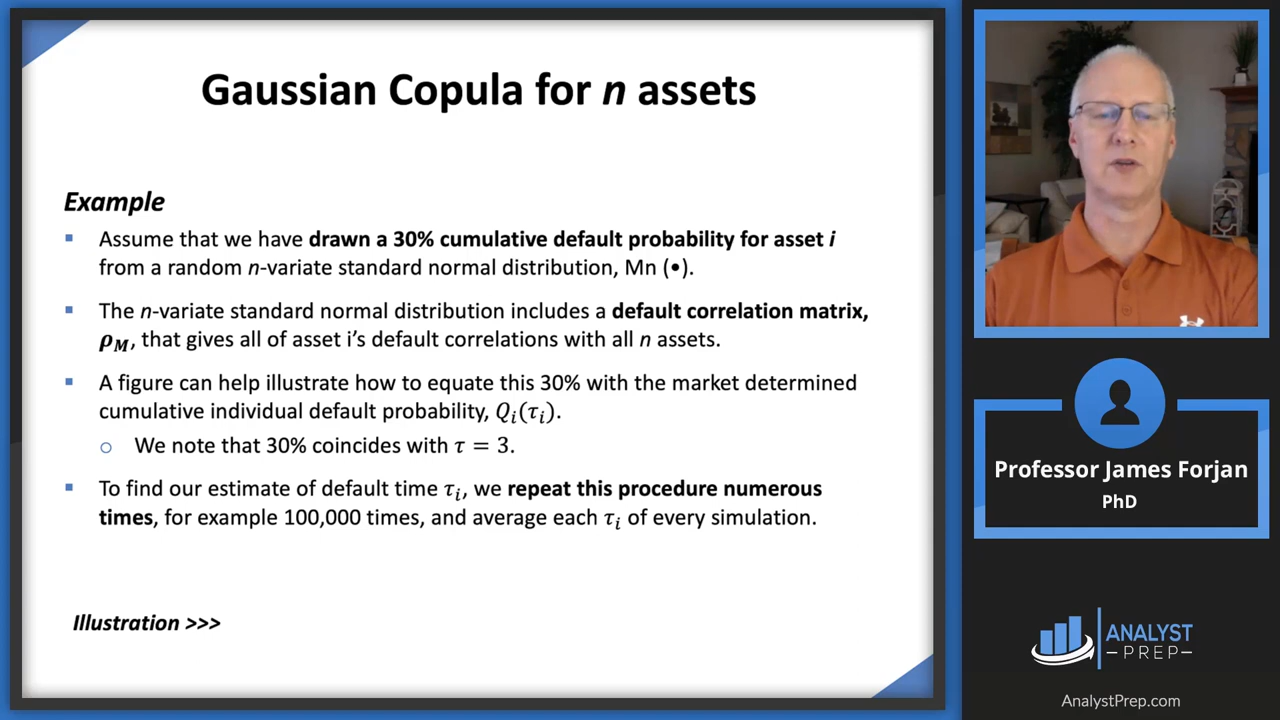 Gaussian Copula for n assets
Example
▪ Assume that we have drawn a 30% cumulative default probability for asset i
from a random n-variate standard normal distribution, Mn (•).
▪ The n-variate standard normal distribution includes a default correlation matrix,
ρM, that gives all of asset i’s default correlations with all n assets.
▪ A figure can help illustrate how to equate this 30% with the market determined
cumulative individual default probability, Qi(τi).
○ We note that 30% coincides with τ = 3.
▪ To find our estimate of default time τi, we repeat this procedure numerous
times, for example 100,000 times, and average each τi of every simulation.
Illustration >>>
Professor James Forjan
PhD
ANALYST
–PREP–
AnalystPrep.com